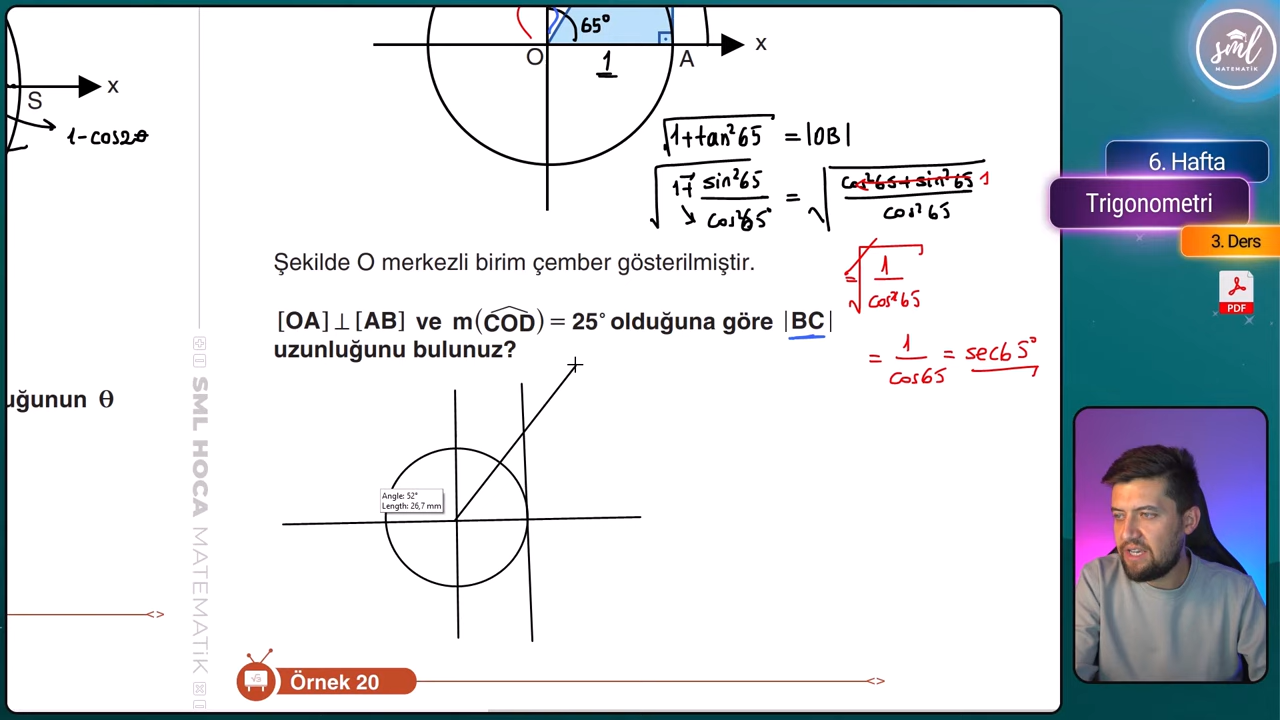 65°
x
O
1
A
S
x
1-cos2θ
√1+tan²65 = |OB|
√1+ sin²65/cos²65° = √cos²65+sin²65/cos²65 1
Şekilde O merkezli birim çember gösterilmiştir.
= √1/cos²65
[OA]⊥[AB] ve m(COD) = 25° olduğuna göre |BC|
uzunluğunu bulunuz?
= 1/cos65 = sec65°
uğunun θ
Angle: 52°
Length: 26,7 mm
SML HOCA MATEMATİK
Örnek 20
sml
MATEMATİK
6. Hafta
Trigonometri
3. Ders
PDF